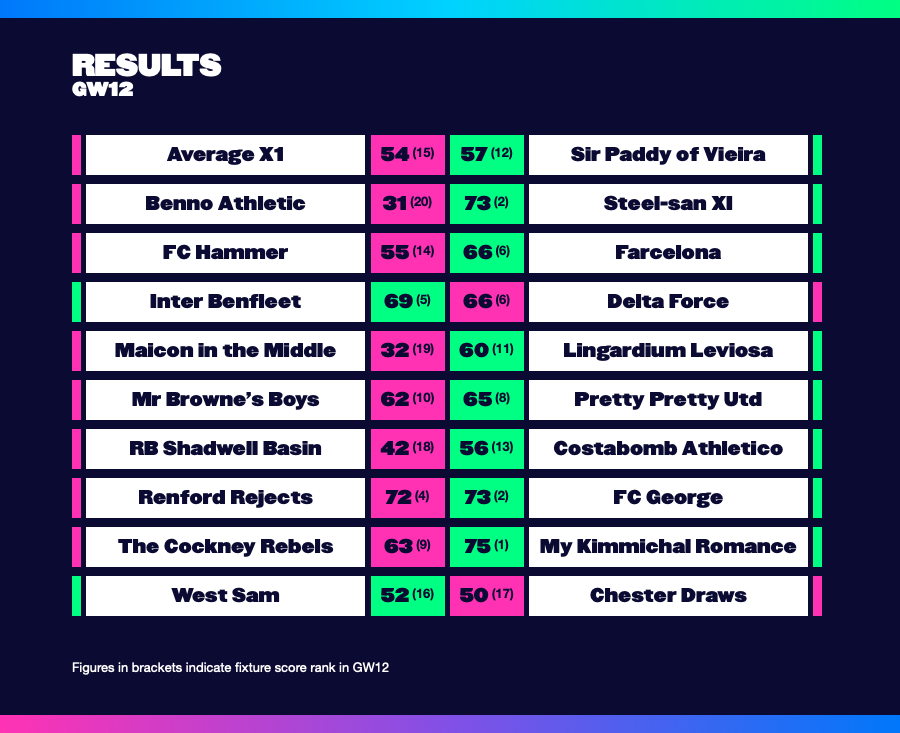 RESULTS
GW12
Average X1 54 (15) 57 (12) Sir Paddy of Vieira
Benno Athletic 31 (20) 73 (2) Steel-san XI
FC Hammer 55 (14) 66 (6) Farcelona
Inter Benfleet 69 (5) 66 (6) Delta Force
Maicon in the Middle 32 (19) 60 (11) Lingardium Leviosa
Mr Browne’s Boys 62 (10) 65 (8) Pretty Pretty Utd
RB Shadwell Basin 42 (18) 56 (13) Costabomb Athletico
Renford Rejects 72 (4) 73 (2) FC George
The Cockney Rebels 63 (9) 75 (1) My Kimmichal Romance
West Sam 52 (16) 50 (17) Chester Draws
Figures in brackets indicate fixture score rank in GW12